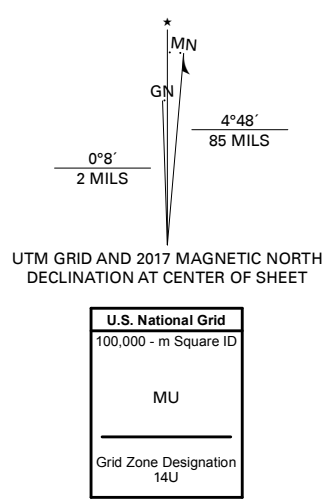 ★
MN
GN
4°48´
85 MILS
0°8´
2 MILS
UTM GRID AND 2017 MAGNETIC NORTH
DECLINATION AT CENTER OF SHEET
U.S. National Grid
100,000 - m Square ID
MU
Grid Zone Designation
14U